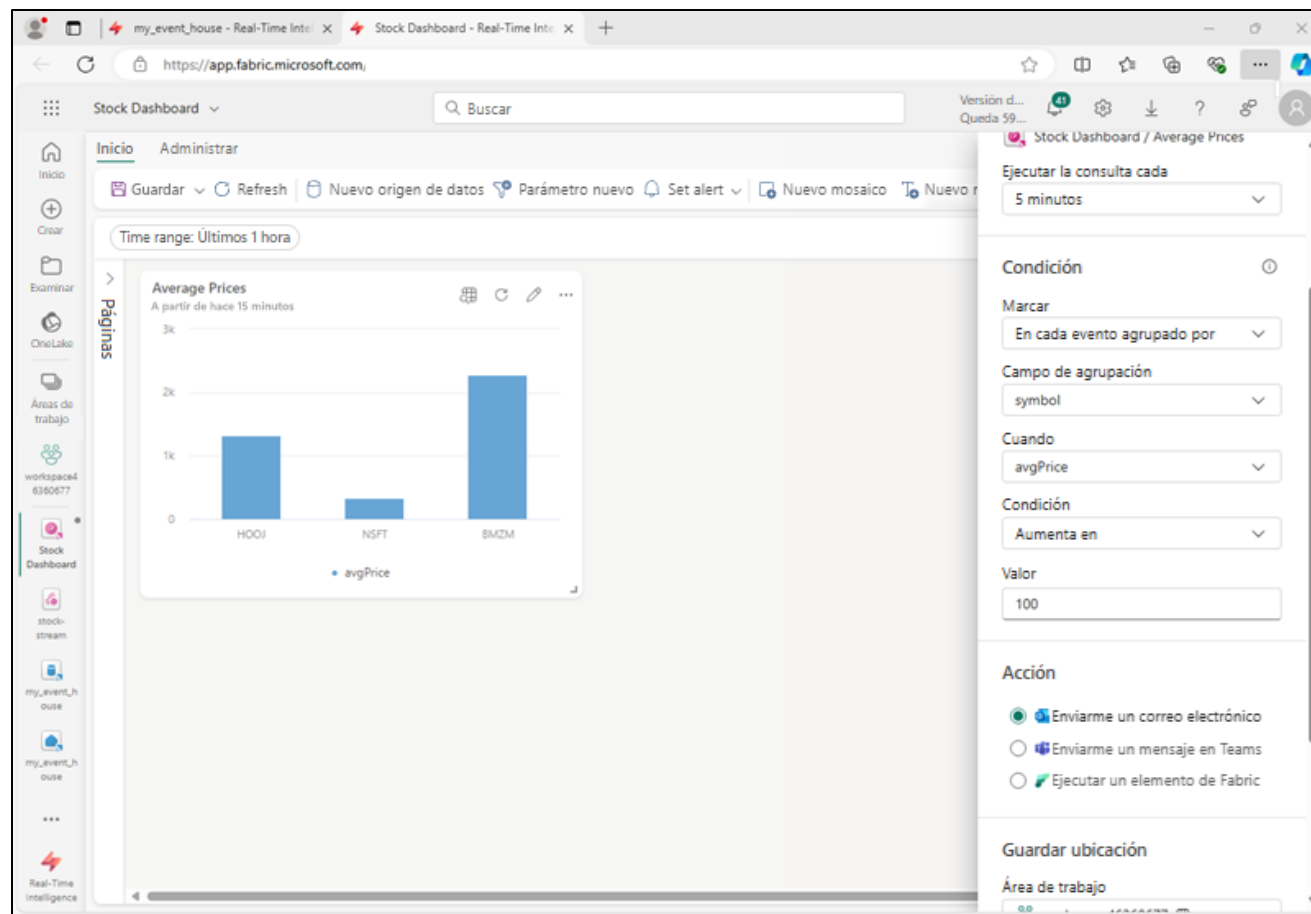 my_event_house - Real-Time Intel
Stock Dashboard - Real-Time Inte
https://app.fabric.microsoft.com,
Stock Dashboard
Buscar
Versión d...
Queda 59...
41
Inicio
Administrar
Guardar
Refresh
Nuevo origen de datos
Parámetro nuevo
Set alert
Nuevo mosaico
Nuevo
Time range: Últimos 1 hora
Inicio
Crear
Examinar
OneLake
Áreas de
trabajo
workspace4
6360677
Stock
Dashboard
stock-
stream
my_event_h
ouse
my_event_h
ouse
...
Real-Time
Intelligence
Páginas
Average Prices
A partir de hace 15 minutos
3k
2k
1k
0
HOOJ
NSFT
BMZM
avgPrice
Stock Dashboard / Average Prices
Ejecutar la consulta cada
5 minutos
Condición
Marcar
En cada evento agrupado por
Campo de agrupación
symbol
Cuando
avgPrice
Condición
Aumenta en
Valor
100
Acción
Enviarme un correo electrónico
Enviarme un mensaje en Teams
Ejecutar un elemento de Fabric
Guardar ubicación
Área de trabajo